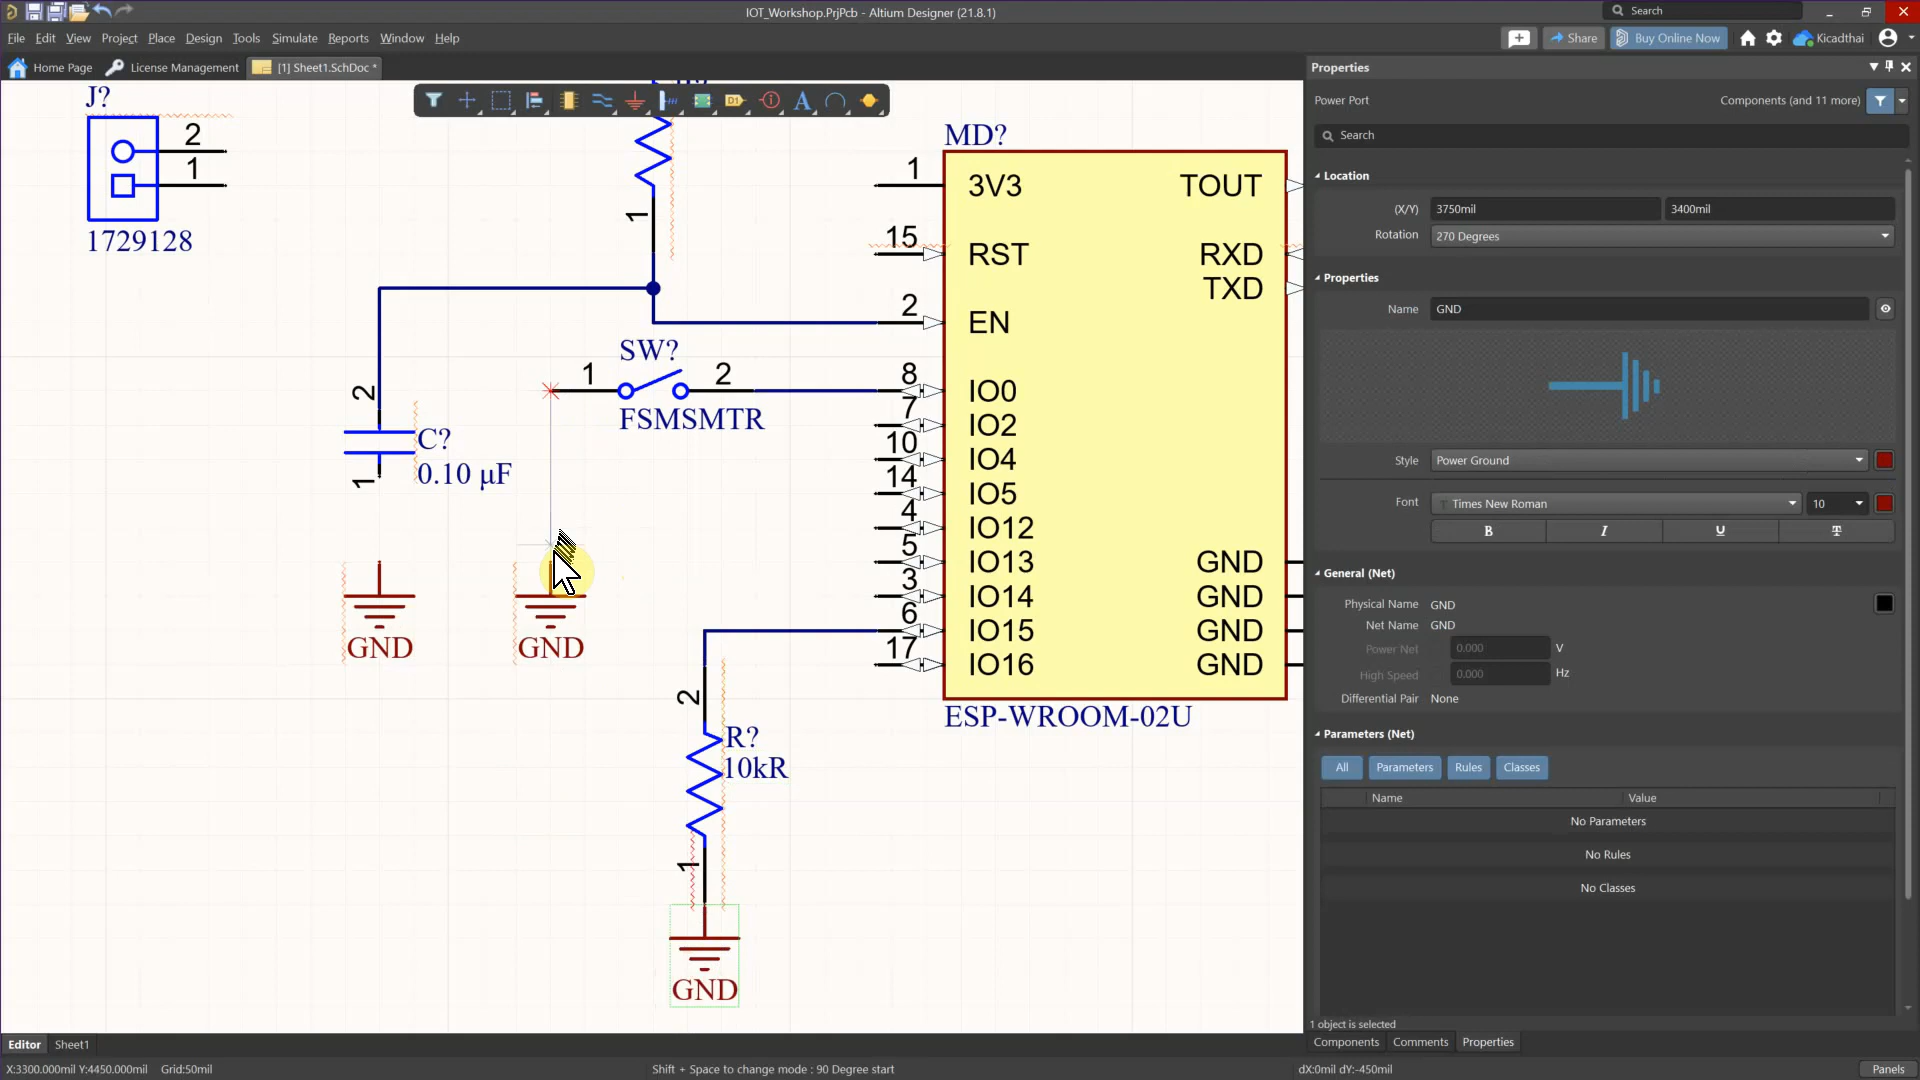 IOT_Workshop.PrjPcb - Altium Designer (21.8.1)
Search
File Edit View Project Place Design Tools Simulate Reports Window Help
Share
Buy Online Now
Kicadthai
Home Page
License Management
[1] Sheet1.SchDoc *
J?
2
1
1729128
1
2
C?
0.10 µF
1
SW?
1
2
FSMSMTR
GND
GND
2
R?
10kR
1
GND
MD?
1
3V3
TOUT
15
RST
RXD
TXD
2
EN
8
IO0
7
IO2
10
IO4
14
IO5
4
IO12
5
IO13
GND
3
IO14
GND
6
IO15
GND
17
IO16
GND
ESP-WROOM-02U
Properties
Power Port
Components (and 11 more)
Search
Location
(X/Y)
3750mil
3400mil
Rotation
270 Degrees
Properties
Name
GND
Style
Power Ground
Font
Times New Roman
10
B
I
U
T
General (Net)
Physical Name
GND
Net Name
GND
Power Net
0.000
V
High Speed
0.000
Hz
Differential Pair
None
Parameters (Net)
All
Parameters
Rules
Classes
Name
Value
No Parameters
No Rules
No Classes
1 object is selected
Components
Comments
Properties
Editor
Sheet1
X:3300.000mil Y:4450.000mil
Grid:50mil
Shift + Space to change mode : 90 Degree start
dX:0mil dY:-450mil
Panels